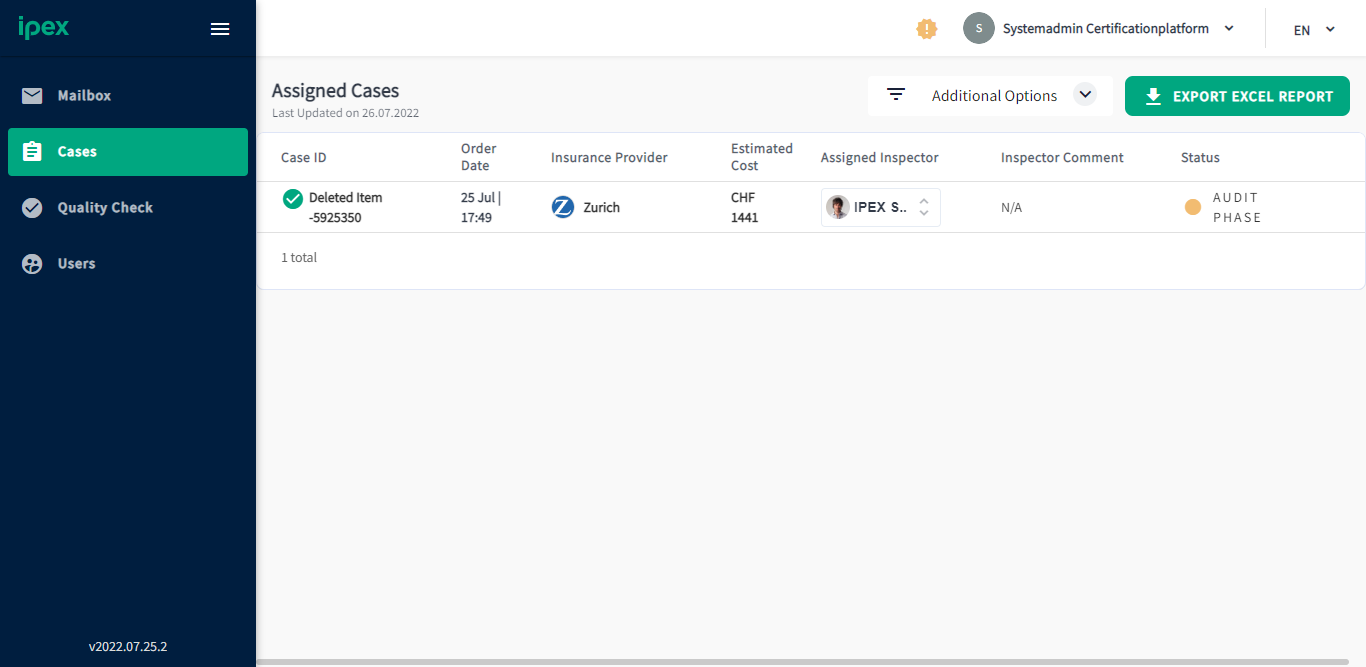 ipex
Mailbox
Cases
Quality Check
Users
v2022.07.25.2
S
Systemadmin Certificationplatform
EN
Assigned Cases
Last Updated on 26.07.2022
Additional Options
EXPORT EXCEL REPORT
Case ID
Order
Date
Insurance Provider
Estimated
Cost
Assigned Inspector
Inspector Comment
Status
Deleted Item
-5925350
25 Jul |
17:49
Z
Zurich
CHF
1441
IPEX S..
N/A
AUDIT
PHASE
1 total